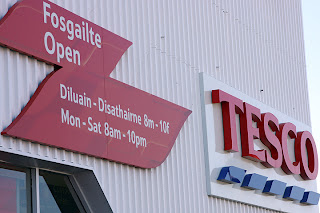 Fosgailte
Open
Diluain - Disathairne 8m - 10f
Mon - Sat 8am - 10pm
TESCO